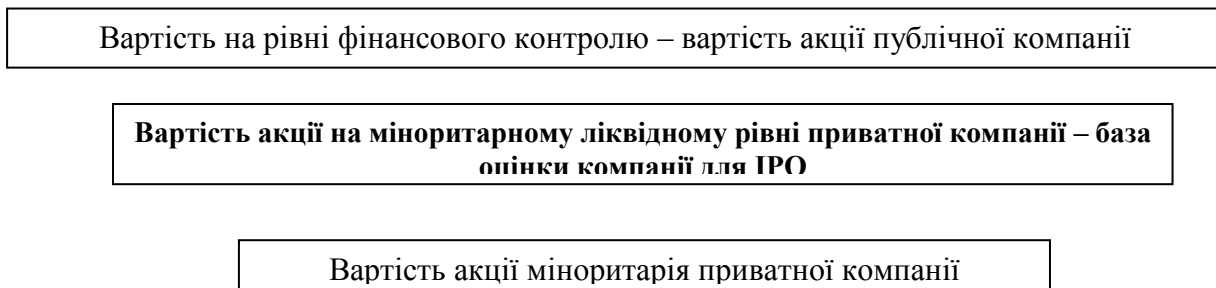 Вартість на рівні фінансового контролю – вартість акції публічної компанії
Вартість акції на міноритарному ліквідному рівні приватної компанії – база
оцінки компанії для IPO
Вартість акції міноритарія приватної компанії